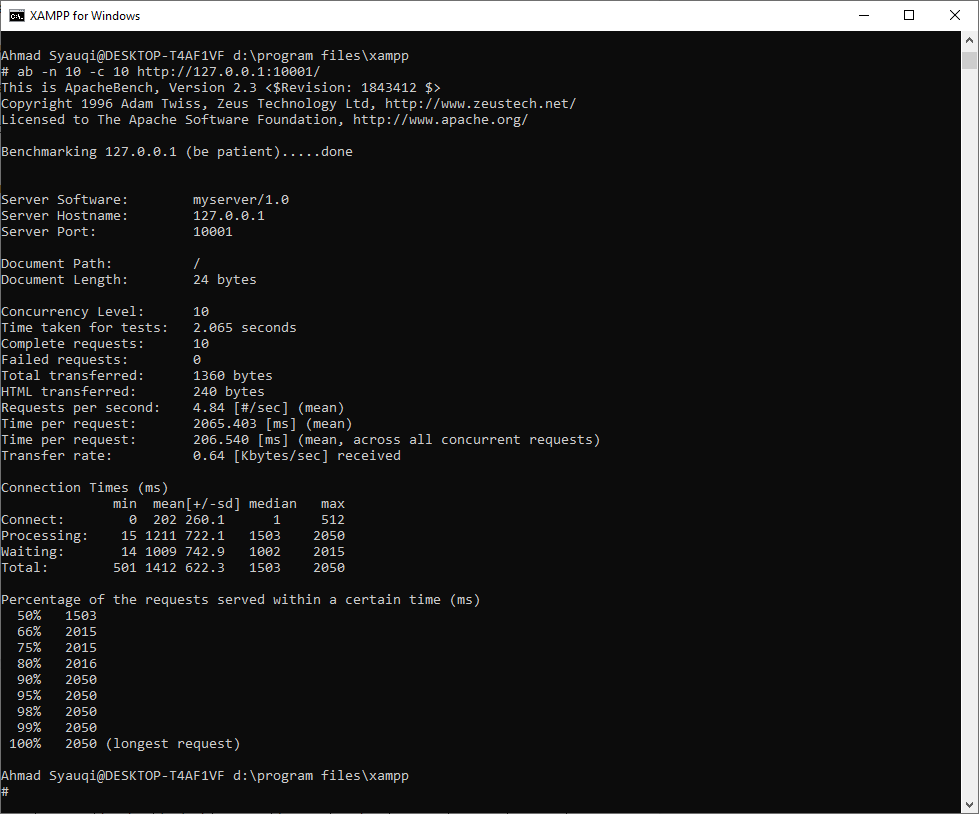 XAMPP for Windows
Ahmad Syauqi@DESKTOP-T4AF1VF d:\program files\xampp
# ab -n 10 -c 10 http://127.0.0.1:10001/
This is ApacheBench, Version 2.3 <$Revision: 1843412 $>
Copyright 1996 Adam Twiss, Zeus Technology Ltd, http://www.zeustech.net/
Licensed to The Apache Software Foundation, http://www.apache.org/
Benchmarking 127.0.0.1 (be patient).....done
Server Software:        myserver/1.0
Server Hostname:        127.0.0.1
Server Port:            10001
Document Path:          /
Document Length:        24 bytes
Concurrency Level:      10
Time taken for tests:   2.065 seconds
Complete requests:      10
Failed requests:        0
Total transferred:      1360 bytes
HTML transferred:       240 bytes
Requests per second:    4.84 [#/sec] (mean)
Time per request:       2065.403 [ms] (mean)
Time per request:       206.540 [ms] (mean, across all concurrent requests)
Transfer rate:          0.64 [Kbytes/sec] received
Connection Times (ms)
              min  mean[+/-sd] median   max
Connect:        0  202 260.1      1     512
Processing:    15 1211 722.1   1503    2050
Waiting:       14 1009 742.9   1002    2015
Total:        501 1412 622.3   1503    2050
Percentage of the requests served within a certain time (ms)
  50%   1503
  66%   2015
  75%   2015
  80%   2016
  90%   2050
  95%   2050
  98%   2050
  99%   2050
 100%   2050 (longest request)
Ahmad Syauqi@DESKTOP-T4AF1VF d:\program files\xampp
#